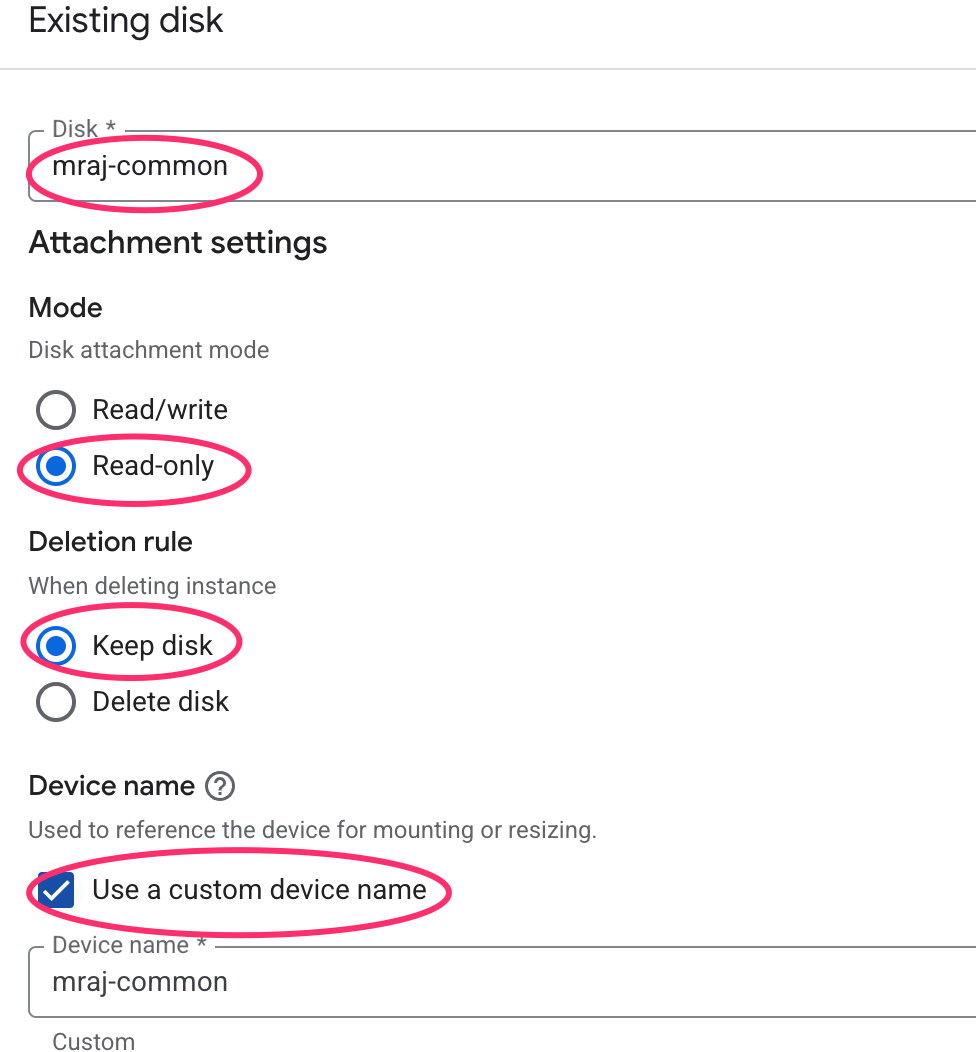 Existing disk
Disk *
mraj-common
Attachment settings
Mode
Disk attachment mode
Read/write
Read-only
Deletion rule
When deleting instance
Keep disk
Delete disk
Device name ?
Used to reference the device for mounting or resizing.
Use a custom device name
Device name *
mraj-common
Custom